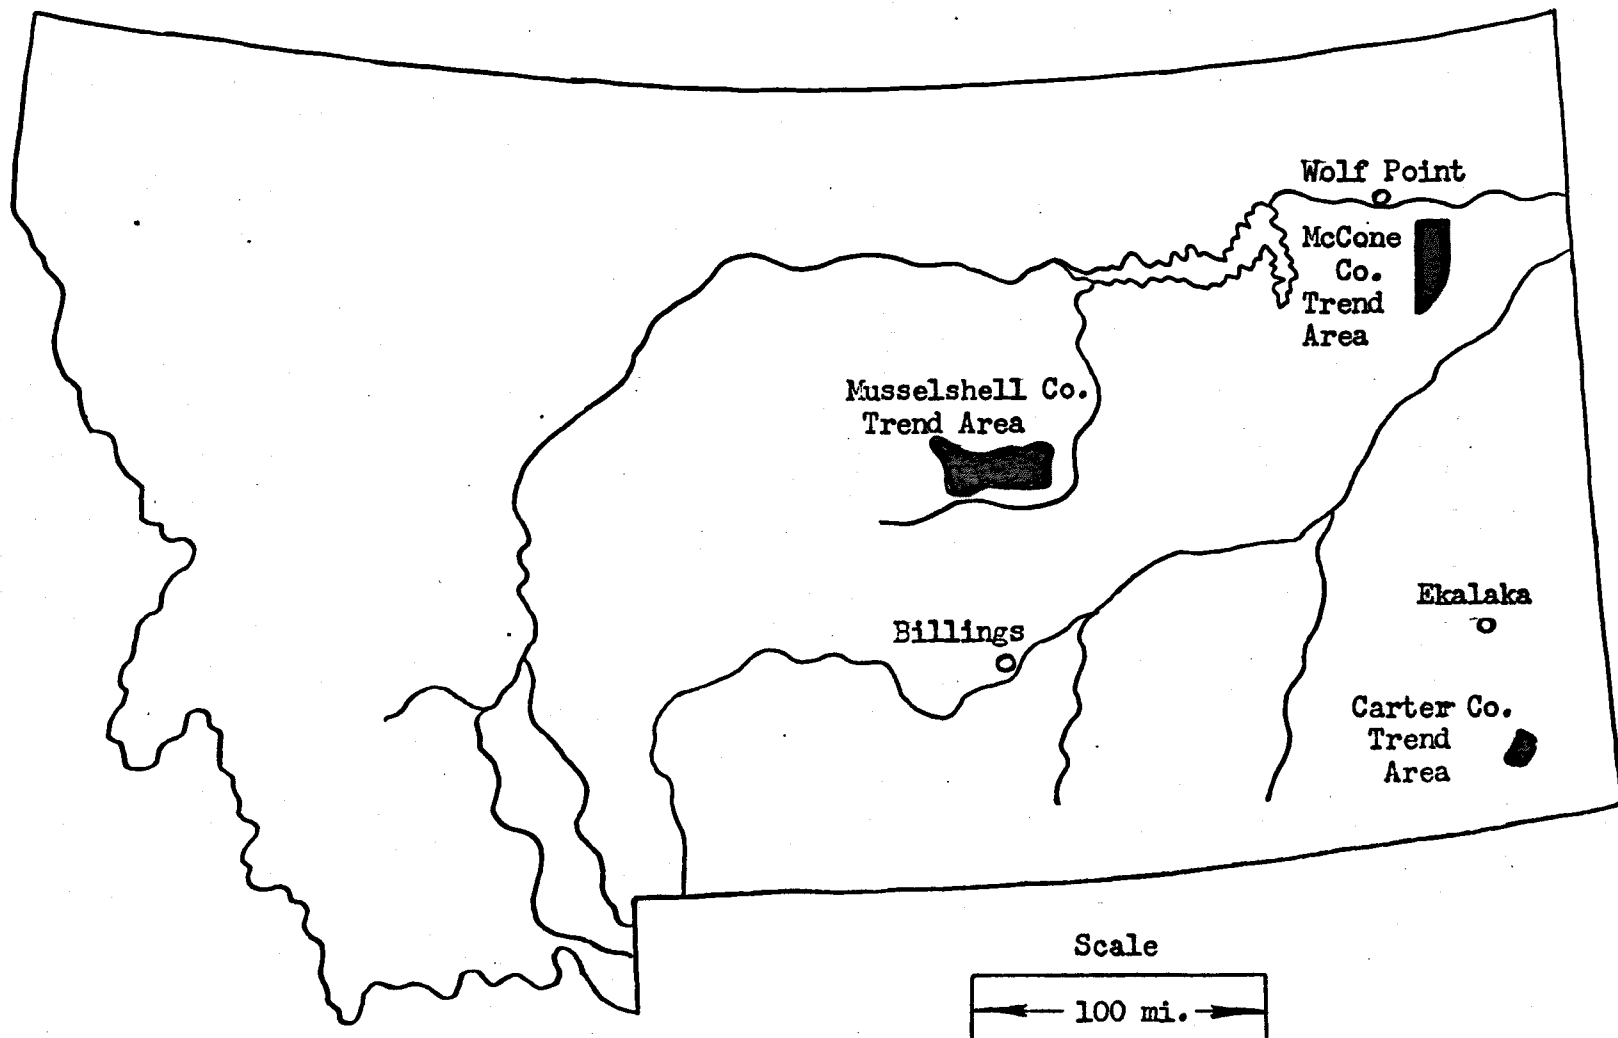 Wolf Point
McCone
Co.
Trend
Area
Musselshell Co.
Trend Area
Ekalaka
Billings
Carter Co.
Trend
Area
Scale
100 mi.